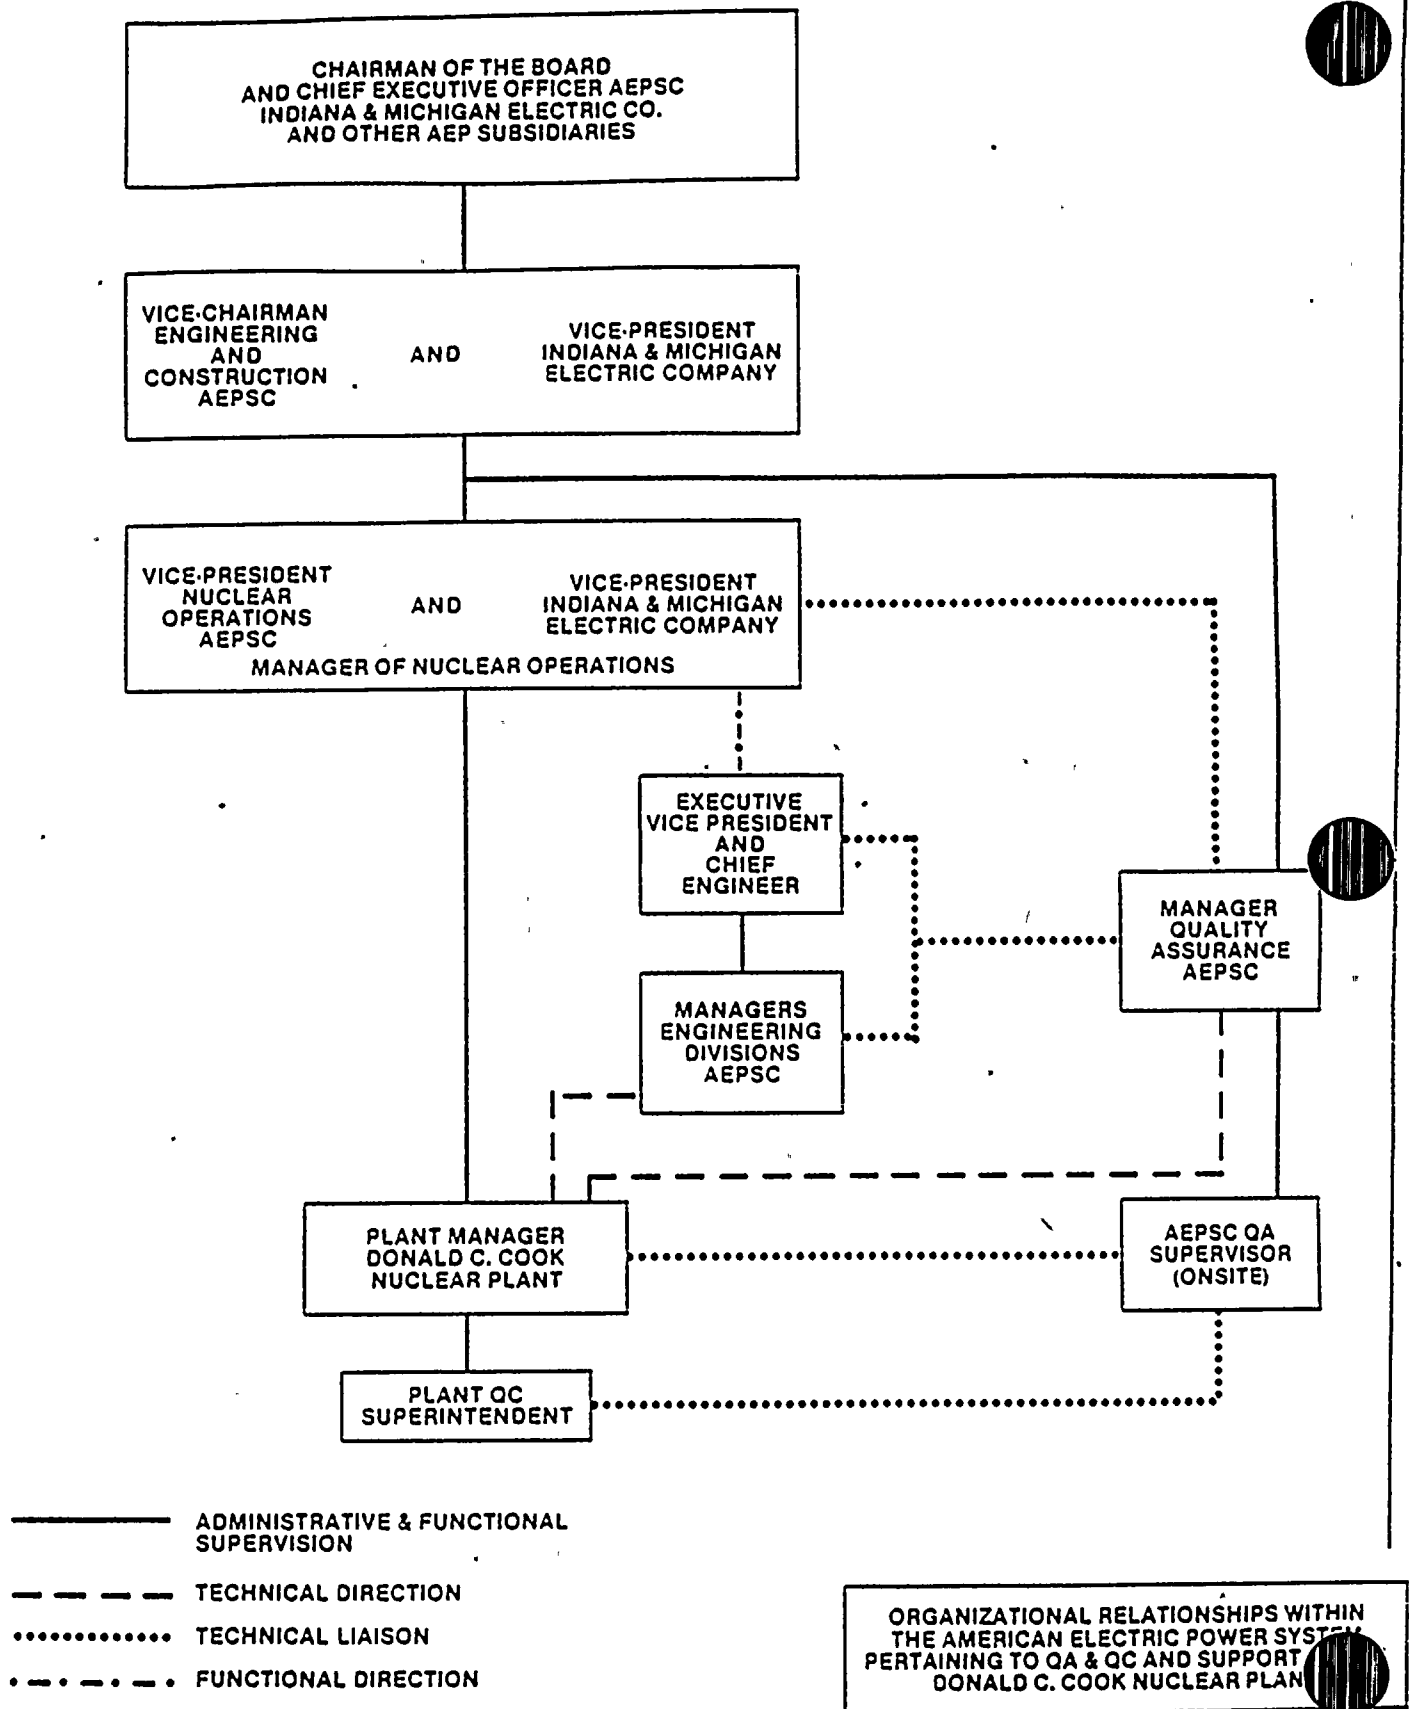 CHAIRMAN OF THE BOARD
AND CHIEF EXECUTIVE OFFICER AEPSC
INDIANA & MICHIGAN ELECTRIC CO.
AND OTHER AEP SUBSIDIARIES
VICE-CHAIRMAN
ENGINEERING
AND
CONSTRUCTION
AEPSC
AND
VICE-PRESIDENT
INDIANA & MICHIGAN
ELECTRIC COMPANY
VICE-PRESIDENT
NUCLEAR
OPERATIONS
AEPSC
AND
VICE-PRESIDENT
INDIANA & MICHIGAN
ELECTRIC COMPANY
MANAGER OF NUCLEAR OPERATIONS
EXECUTIVE
VICE PRESIDENT
AND
CHIEF
ENGINEER
MANAGER
QUALITY
ASSURANCE
AEPSC
MANAGERS
ENGINEERING
DIVISIONS
AEPSC
PLANT MANAGER
DONALD C. COOK
NUCLEAR PLANT
AEPSC QA
SUPERVISOR
(ONSITE)
PLANT QC
SUPERINTENDENT
ADMINISTRATIVE & FUNCTIONAL
SUPERVISION
TECHNICAL DIRECTION
TECHNICAL LIAISON
FUNCTIONAL DIRECTION
ORGANIZATIONAL RELATIONSHIPS WITHIN
THE AMERICAN ELECTRIC POWER SYSTEM
PERTAINING TO QA & QC AND SUPPORT
DONALD C. COOK NUCLEAR PLAN